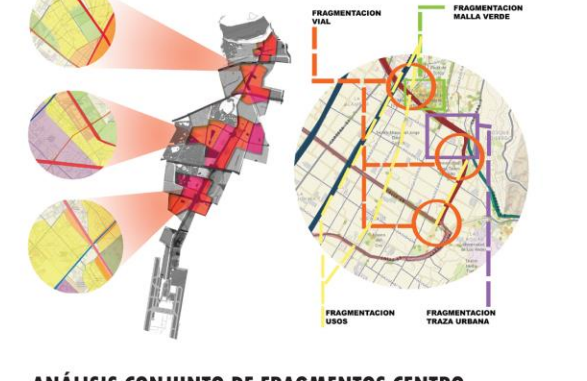 FRAGMENTACION
VIAL
FRAGMENTACION
MALLA VERDE
FRAGMENTACION
USOS
FRAGMENTACION
TRAZA URBANA
ANÁLISIS CONJUNTO DE FRAGMENTOS CENTRO